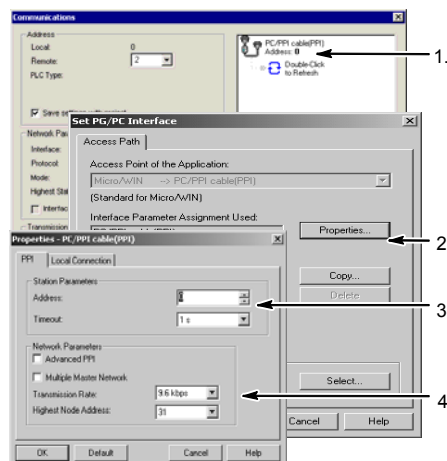 Communications
Address
Local: 0
Remote: 2
PLC Type:
Save settings with project
Network Par
Interface:
Protocol
Mode:
Highest Stat
Interfac
Transmission
PC/PPI cable(PPI)
Address: 0
Double-Click
to Refresh
1.
Set PG/PC Interface
Access Path
Access Point of the Application:
Micro/WIN -> PC/PPI cable(PPI)
(Standard for Micro/WIN)
Interface Parameter Assignment Used:
Properties...
2
Copy...
Delete
Select...
Cancel
Help
Properties - PC/PPI cable(PPI)
PPI
Local Connection
Station Parameters
Address: 0
Timeout: 1 s
3
Network Parameters
Advanced PPI
Multiple Master Network
Transmission Rate: 9.6 kbps
Highest Node Address: 31
4
OK
Default
Cancel
Help